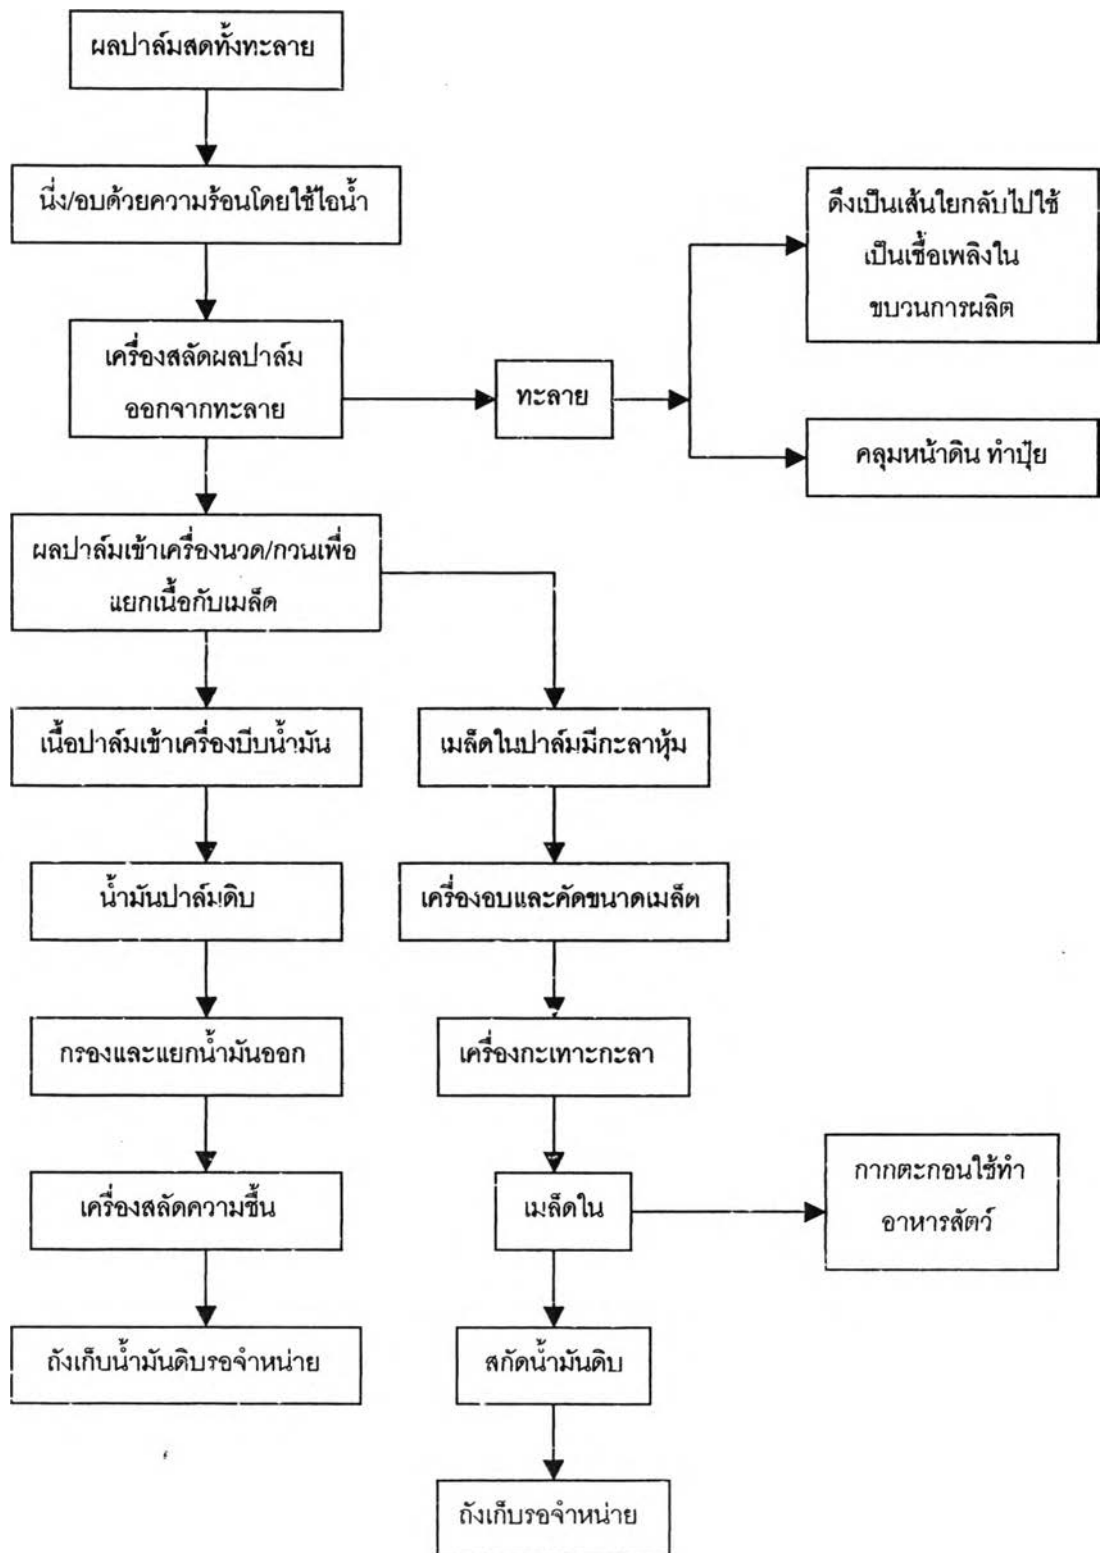 ผลปาล์มสดทั้งทะลาย
นึ่ง/อบด้วยความร้อนโดยใช้ไอน้ำ
ดึงเป็นเส้นใยกลับไปใช้
เป็นเชื้อเพลิงใน
ขบวนการผลิต
เครื่องสลัดผลปาล์ม
ออกจากทะลาย
ทะลาย
คลุมหน้าดิน ทำปุ๋ย
ผลปาล์มเข้าเครื่องนวด/กวนเพื่อ
แยกเนื้อกับเมล็ด
เนื้อปาล์มเข้าเครื่องบีบน้ำมัน
เมล็ดในปาล์มมีกะลาหุ้ม
น้ำมันปาล์มดิบ
เครื่องอบและคัดขนาดเมล็ด
กรองและแยกน้ำมันออก
เครื่องกะเทาะกะลา
เครื่องสลัดความชื้น
เมล็ดใน
กากตะกอนใช้ทำ
อาหารสัตว์
ถังเก็บน้ำมันดิบรอจำหน่าย
สกัดน้ำมันดิบ
ถังเก็บรอจำหน่าย